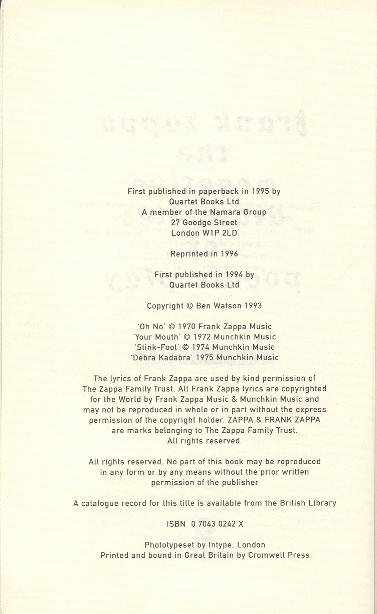 frank zappa
the
First published in paperback in 1995 by
Quartet Books Ltd
A member of the Namara Group
27 Goodge Street
London W1P 2LD
Reprinted in 1996
First published in 1994 by
Quartet Books Ltd
Copyright © Ben Watson 1993
'Oh No' © 1970 Frank Zappa Music
'Your Mouth' © 1972 Munchkin Music
'Stink-Foot' © 1974 Munchkin Music
'Debra Kadabra' 1975 Munchkin Music
The lyrics of Frank Zappa are used by kind permission of
The Zappa Family Trust. All Frank Zappa lyrics are copyrighted
for the World by Frank Zappa Music & Munchkin Music and
may not be reproduced in whole or in part without the express
permission of the copyright holder. ZAPPA & FRANK ZAPPA
are marks belonging to The Zappa Family Trust.
All rights reserved
All rights reserved. No part of this book may be reproduced
in any form or by any means without the prior written
permission of the publisher
A catalogue record for this title is available from the British Library
ISBN 0 7043 0242 X
Phototypeset by Intype, London
Printed and bound in Great Britain by Cromwell Press